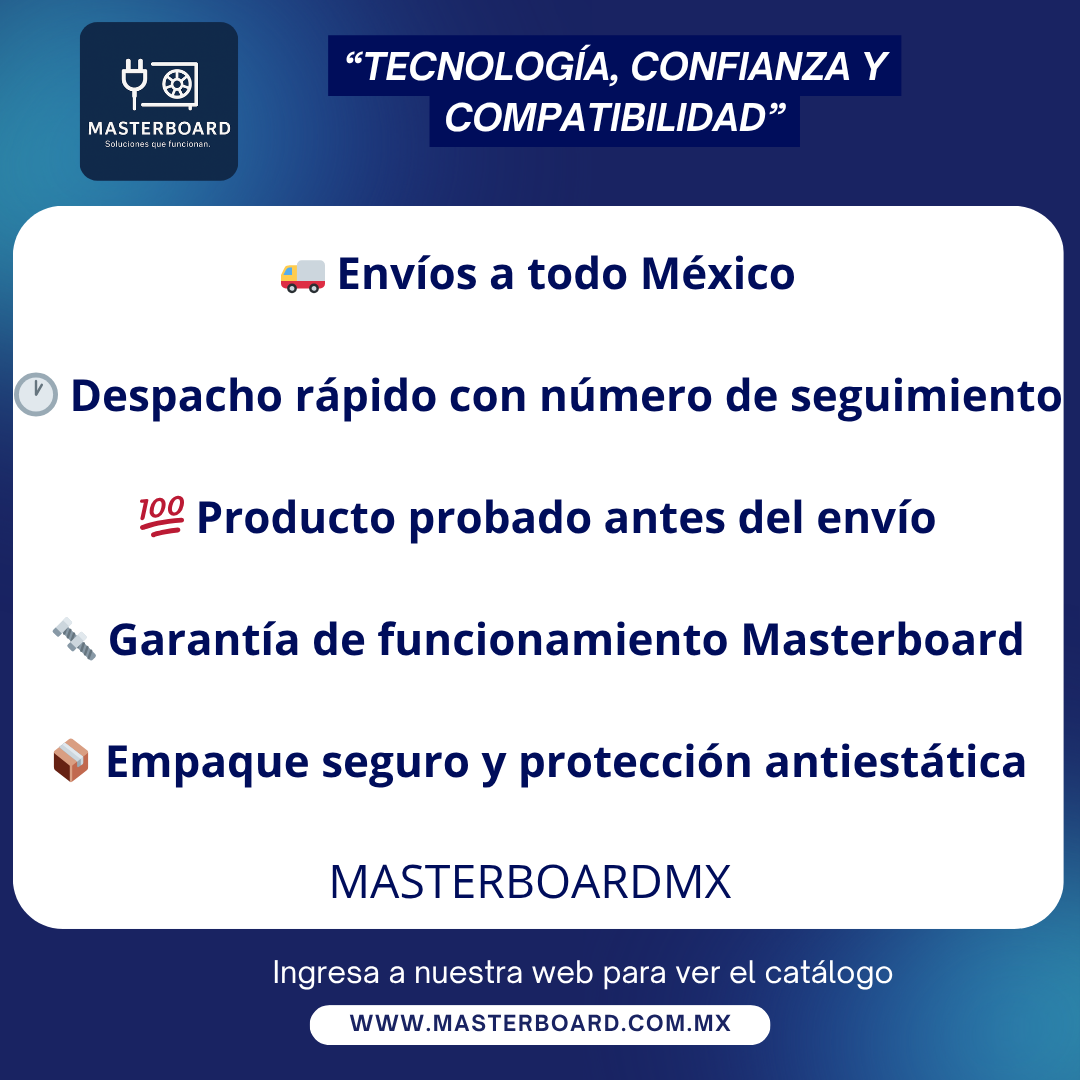 MASTERBOARD
Soluciones que funcionan.
“TECNOLOGÍA, CONFIANZA Y
COMPATIBILIDAD”
🚚 Envíos a todo México
🕐 Despacho rápido con número de seguimiento
💯 Producto probado antes del envío
🔩 Garantía de funcionamiento Masterboard
📦 Empaque seguro y protección antiestática
MASTERBOARDMX
Ingresa a nuestra web para ver el catálogo
WWW.MASTERBOARD.COM.MX